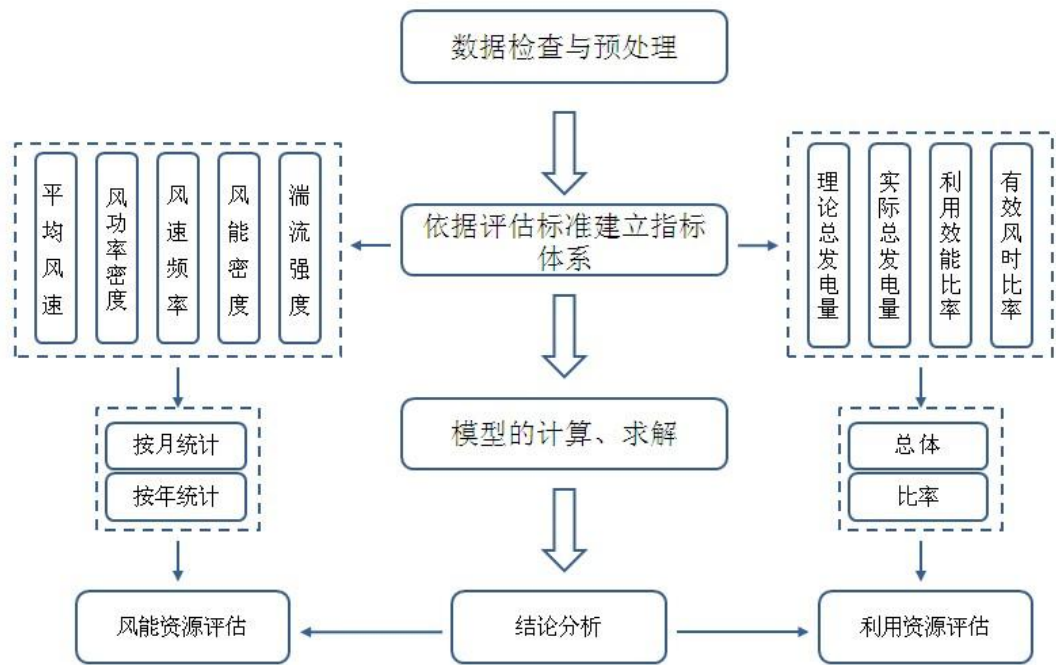 数据检查与预处理
平均风速
风功率密度
风速频率
风能密度
湍流强度
依据评估标准建立指标
体系
理论总发电量
实际总发电量
利用效能比率
有效风时比率
模型的计算、求解
按月统计
按年统计
总体
比率
风能资源评估
结论分析
利用资源评估